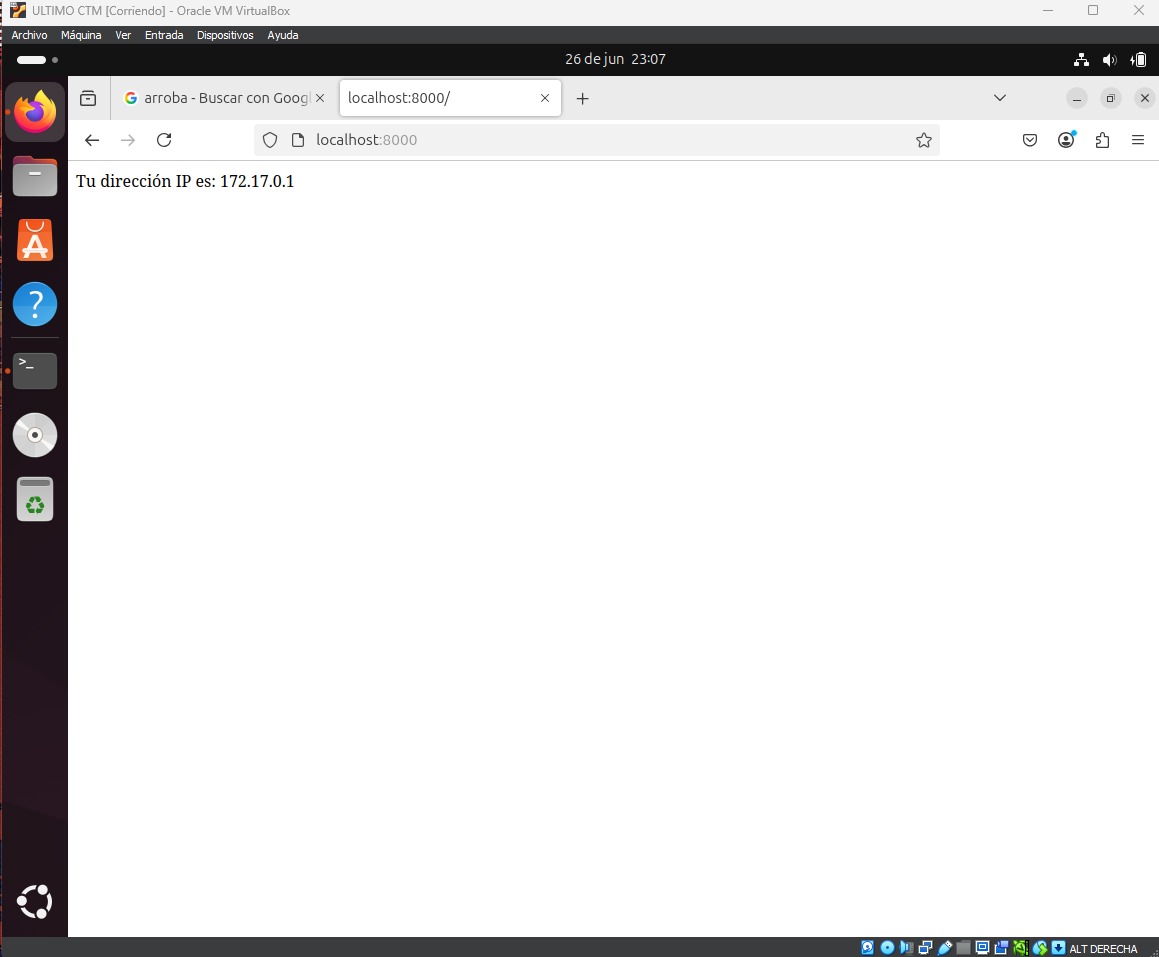 ULTIMO CTM [Corriendo] - Oracle VM VirtualBox
Archivo Máquina Ver Entrada Dispositivos Ayuda
26 de jun 23:07
arroba - Buscar con Goog
localhost:8000/
localhost:8000
Tu dirección IP es: 172.17.0.1
ALT DERECHA